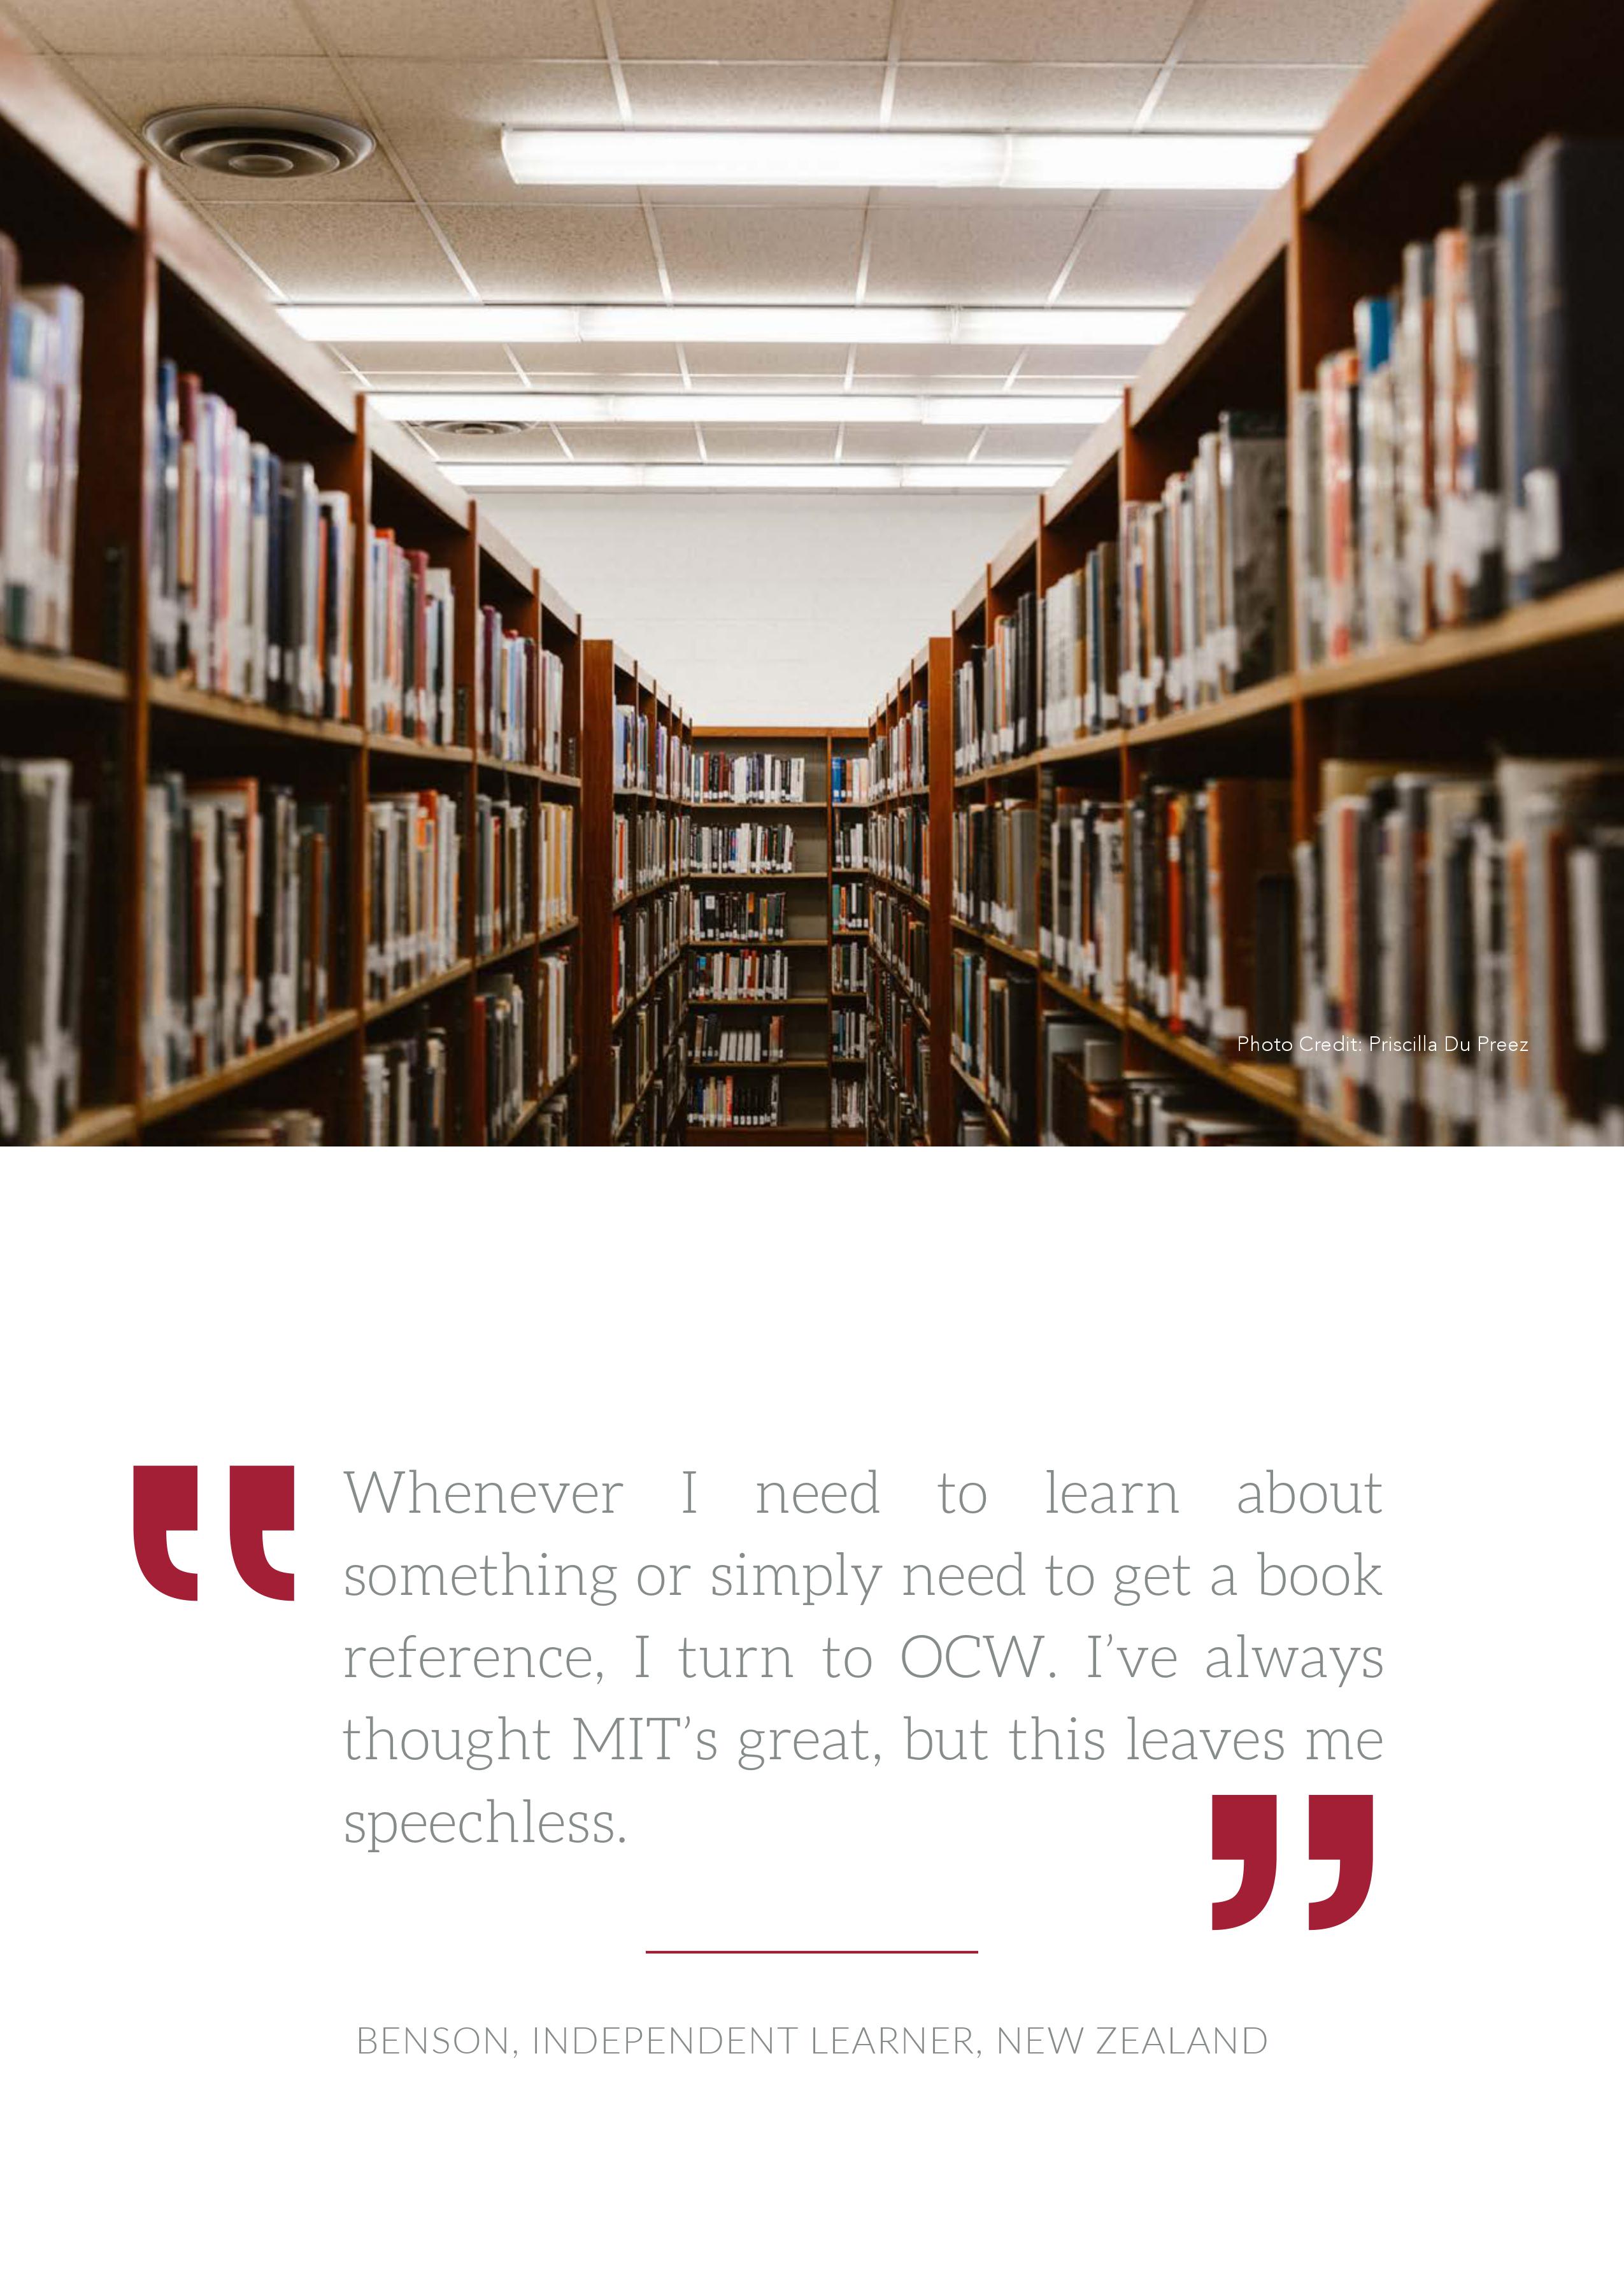 Photo Credit: Priscilla Du Preez
“Whenever I need to learn about
something or simply need to get a book
reference, I turn to OCW. I’ve always
thought MIT’s great, but this leaves me
speechless.”
BENSON, INDEPENDENT LEARNER, NEW ZEALAND